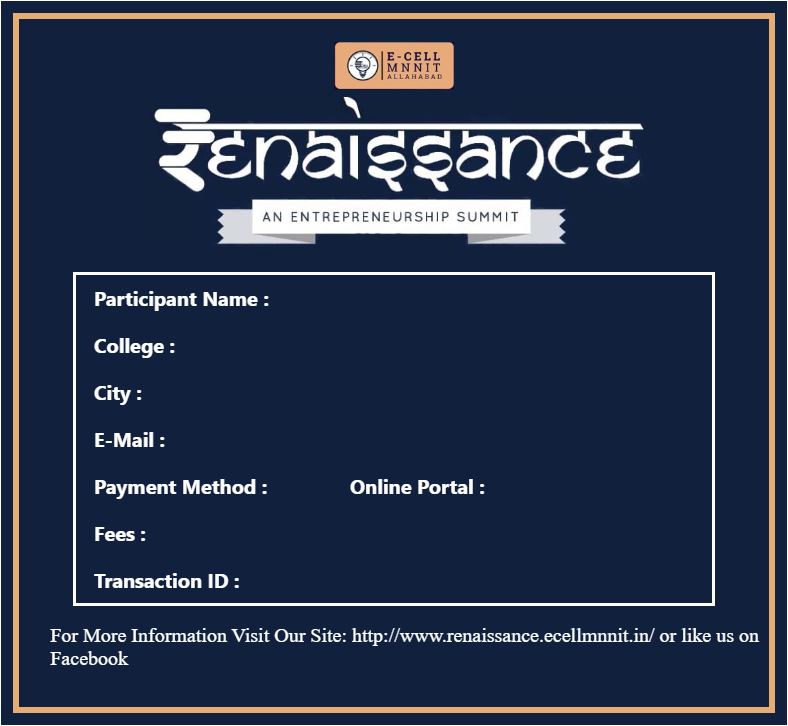 E-CELL
MNNIT
ALLAHABAD
Renaissance
AN ENTREPRENEURSHIP SUMMIT
Participant Name :
College :
City :
E-Mail :
Payment Method : Online Portal :
Fees :
Transaction ID :
For More Information Visit Our Site: http://www.renaissance.ecellmnnit.in/ or like us on
Facebook